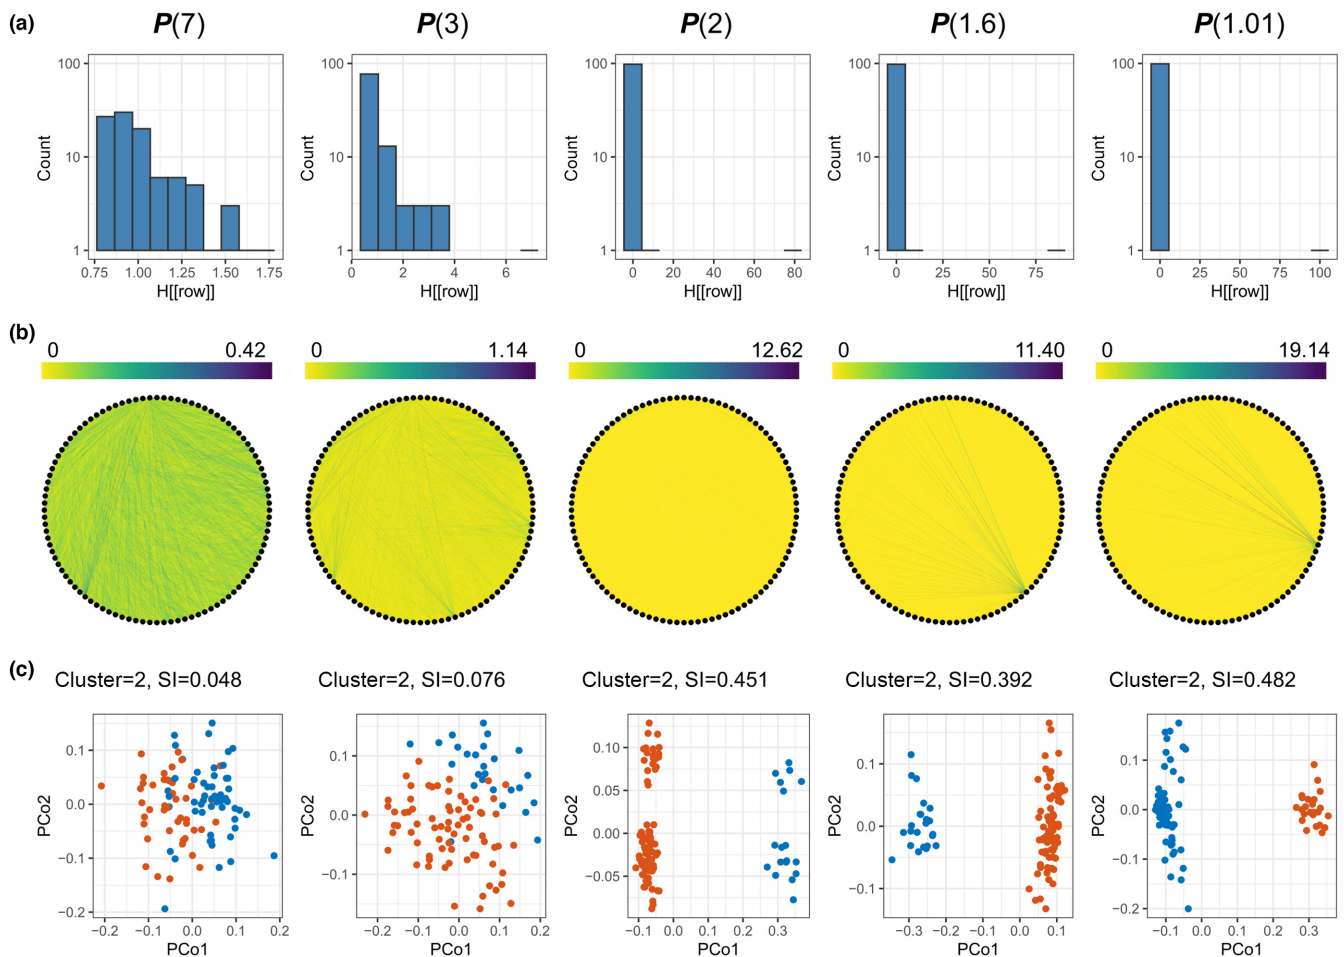 (a) P(7) P(3) P(2) P(1.6) P(1.01)
100 100 100 100 100
Count Count Count Count Count
10 10 10 10 10
1 1 1 1 1
0.75 1.00 1.25 1.50 1.75 0 2 4 6 0 20 40 60 80 0 25 50 75 0 25 50 75 100
H[[row]] H[[row]] H[[row]] H[[row]] H[[row]]
(b)
0 0.42 0 1.14 0 12.62 0 11.40 0 19.14
(c) Cluster=2, SI=0.048 Cluster=2, SI=0.076 Cluster=2, SI=0.451 Cluster=2, SI=0.392 Cluster=2, SI=0.482
PCo2 0.1 0.0 −0.1 −0.2
PCo2 0.1 0.0 −0.1
PCo2 0.10 0.05 0.00 −0.05
PCo2 0.1 0.0 −0.1
PCo2 0.1 0.0 −0.1 −0.2
−0.2 −0.1 0.0 0.1 0.2 −0.2 −0.1 0.0 0.1 0.2 −0.1 0.0 0.1 0.2 0.3 −0.3 −0.2 −0.1 0.0 0.1 −0.1 0.0 0.1 0.2 0.3
PCo1 PCo1 PCo1 PCo1 PCo1